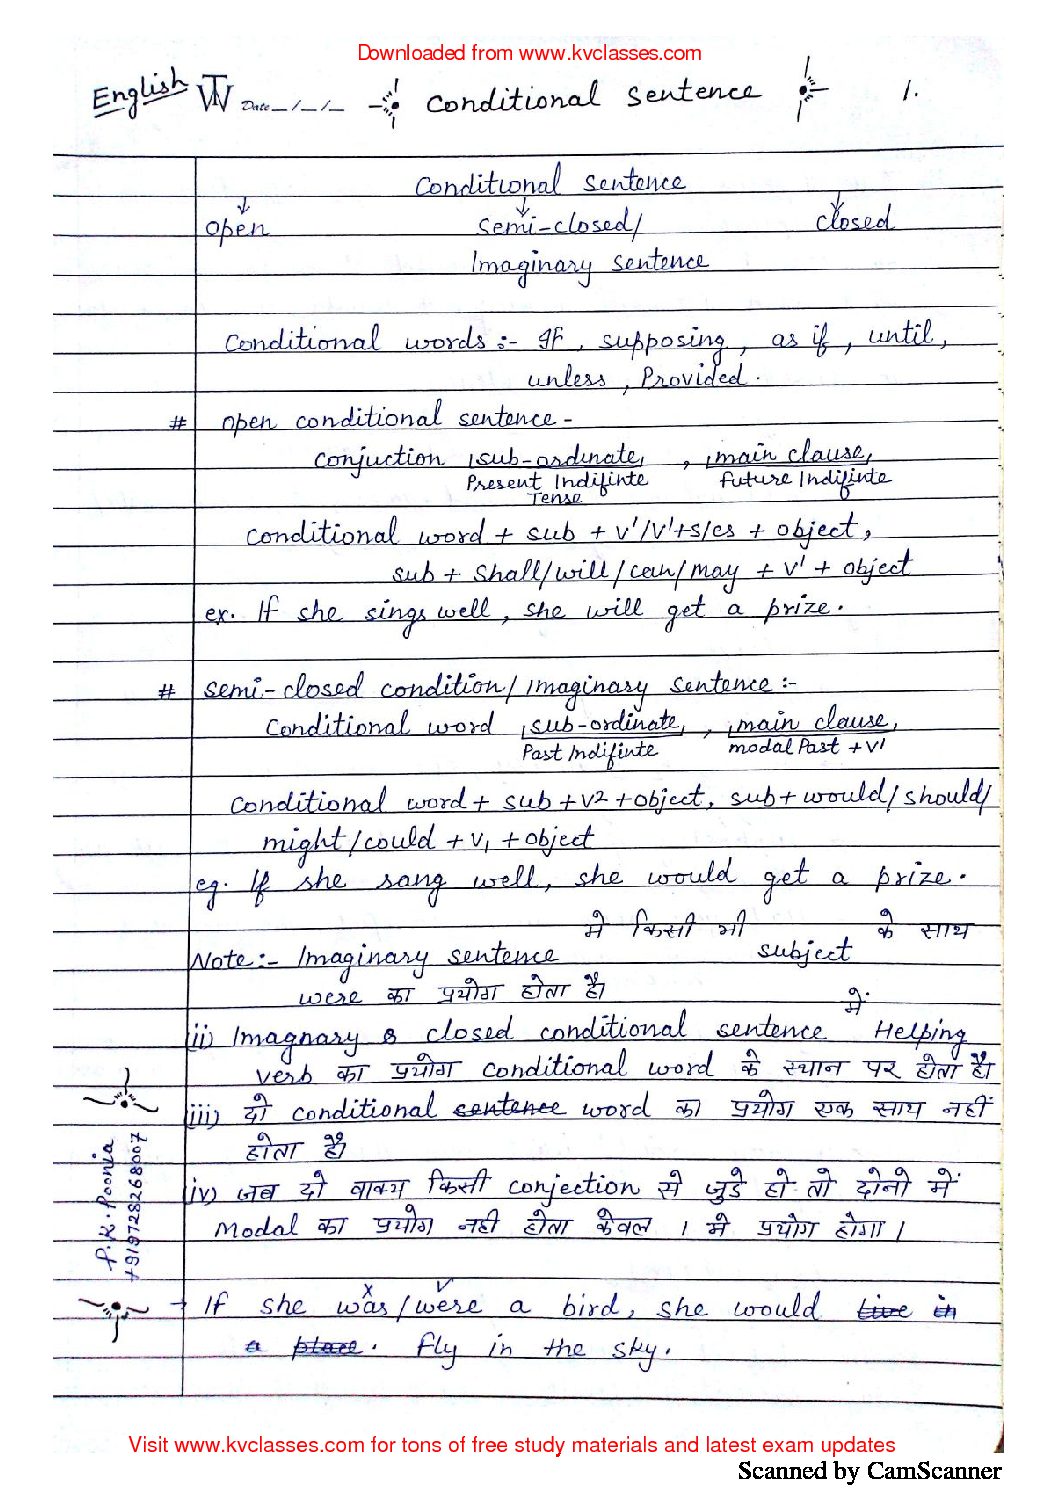 Downloaded from www.kvclasses.com
English Date _/_/_ Conditional Sentence 1.
Conditional Sentence
open semi-closed/ closed
Imaginary sentence
Conditional words:- If, supposing, as if, until,
unless, Provided.
# open conditional sentence -
Conjuction sub-ordinate, main clause,
Present Indifinte Future Indifinte
Tense
Conditional word + sub + V'/V'+s/es + object,
sub + shall/will/can/may + V' + object
ex. If she sings well, she will get a prize.
# semi-closed condition/Imaginary sentence:-
Conditional word sub-ordinate, main clause,
Past Indifinte modal Past + V'
Conditional word + sub + V2 + object, sub + would/should/
might/could + V1 + object
eg. If she song well, she would get a prize.
Note:- Imaginary sentence मे किसी भी subject के साथ
were का प्रयोग होता है।
(ii) Imagnary & closed conditional sentence में Helping
verb का प्रयोग conditional word के स्थान पर होता है।
(iii) दो conditional sentence word का प्रयोग एक साथ नहीं
होता है।
(iv) जब दो वाक्य किसी conjection से जुडे हो तो दोनो में
Modal का प्रयोग नही होता केवल 1 मे प्रयोग होगा।
If she was/were a bird, she would live in
a place. fly in the sky.
P.K. Poonia
+919728268007
Visit www.kvclasses.com for tons of free study materials and latest exam updates
Scanned by CamScanner